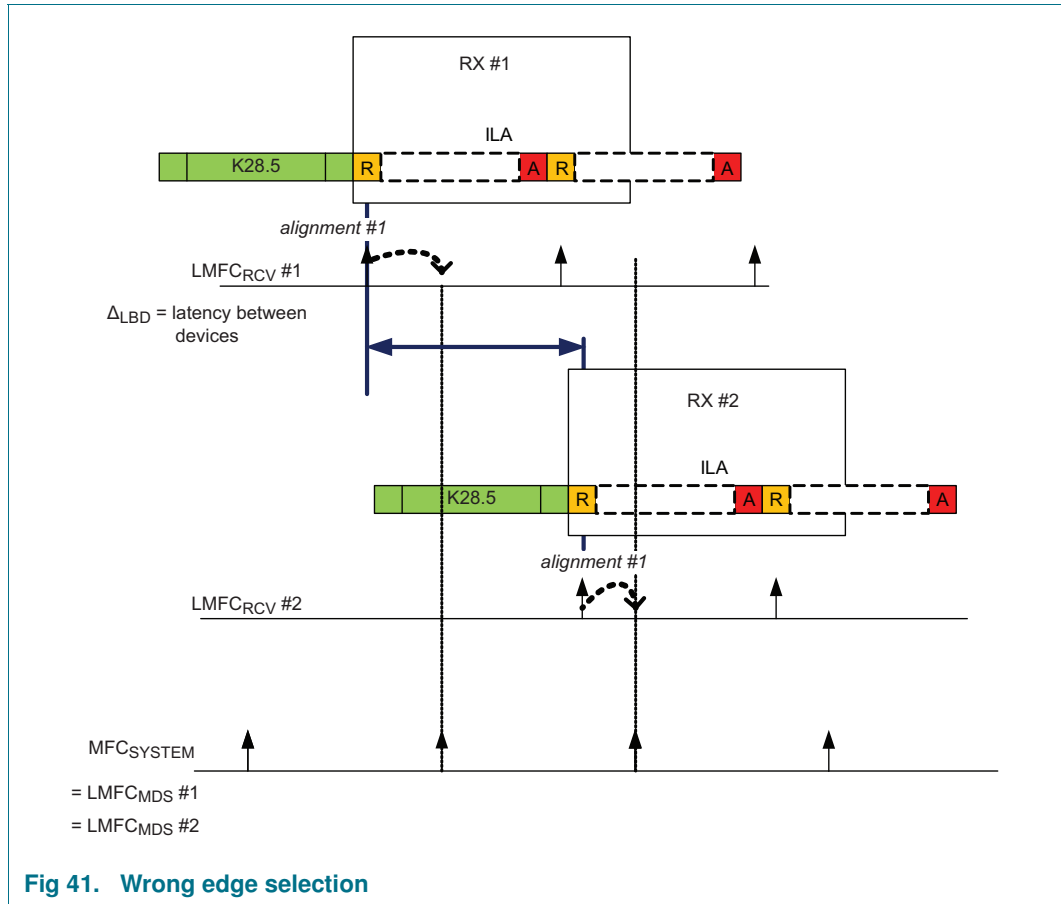 RX #1
ILA
K28.5
R
A
R
A
alignment #1
LMFCRCV #1
ΔLBD = latency between
devices
RX #2
ILA
K28.5
R
A
R
A
alignment #1
LMFCRCV #2
MFCSYSTEM
= LMFCMDS #1
= LMFCMDS #2
Fig 41. Wrong edge selection